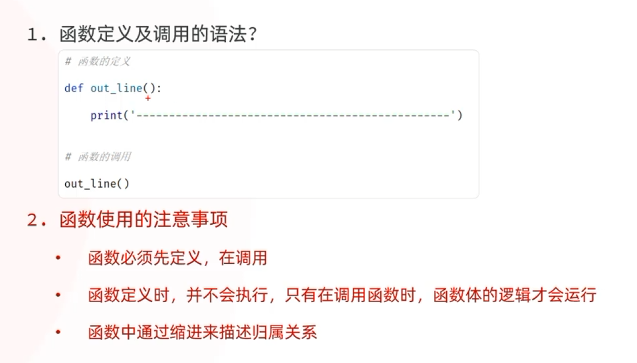 1. 函数定义及调用的语法？
# 函数的定义
def out_line():
    print('------------------------------------------------')
# 函数的调用
out_line()
2. 函数使用的注意事项
• 函数必须先定义，在调用
• 函数定义时，并不会执行，只有在调用函数时，函数体的逻辑才会运行
• 函数中通过缩进来描述归属关系